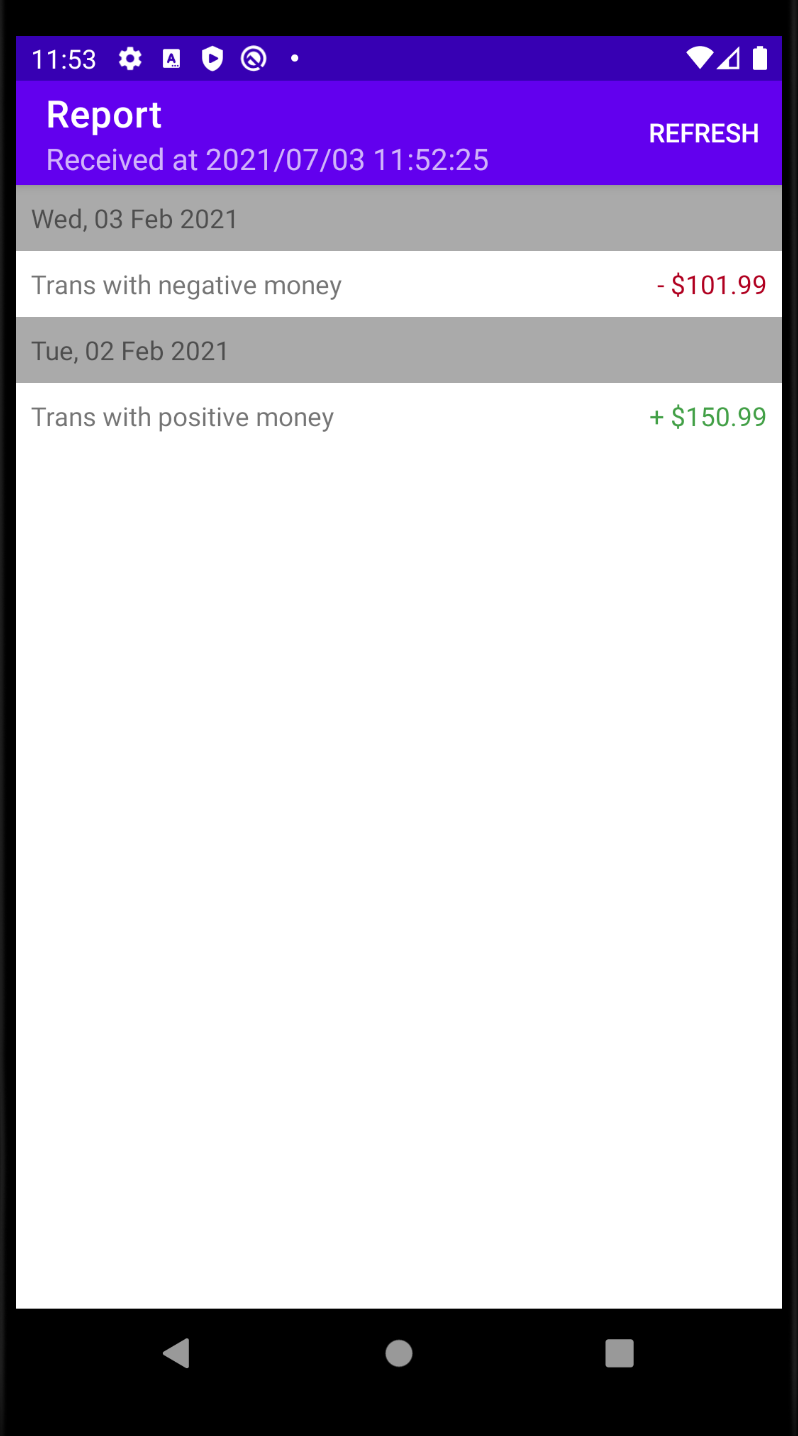 11:53
Report
Received at 2021/07/03 11:52:25
REFRESH
Wed, 03 Feb 2021
Trans with negative money - $101.99
Tue, 02 Feb 2021
Trans with positive money + $150.99